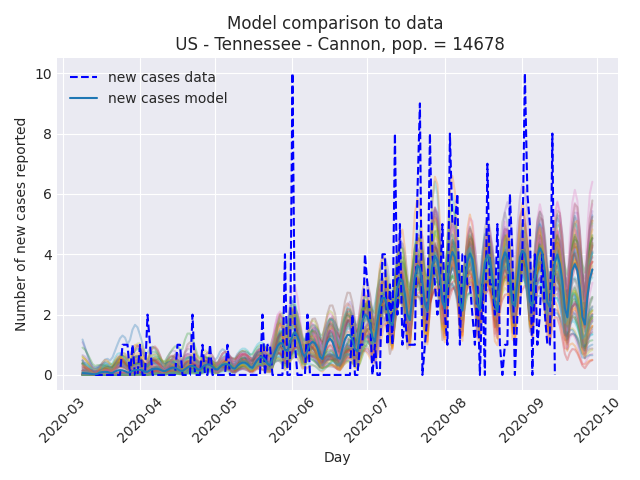 Model comparison to data
US - Tennessee - Cannon, pop. = 14678
new cases data
new cases model
Number of new cases reported
10
8
6
4
2
0
2020-03
2020-04
2020-05
2020-06
2020-07
2020-08
2020-09
2020-10
Day